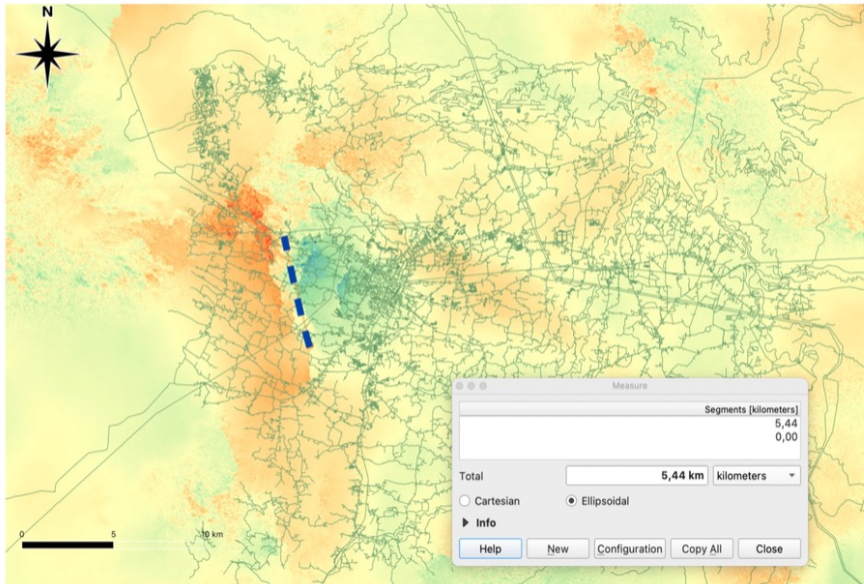 N
Measure
Segments [kilometers]
5,44
0,00
Total 5,44 km kilometers
Cartesian Ellipsoidal
Info
Help New Configuration Copy All Close
0 5 10 km